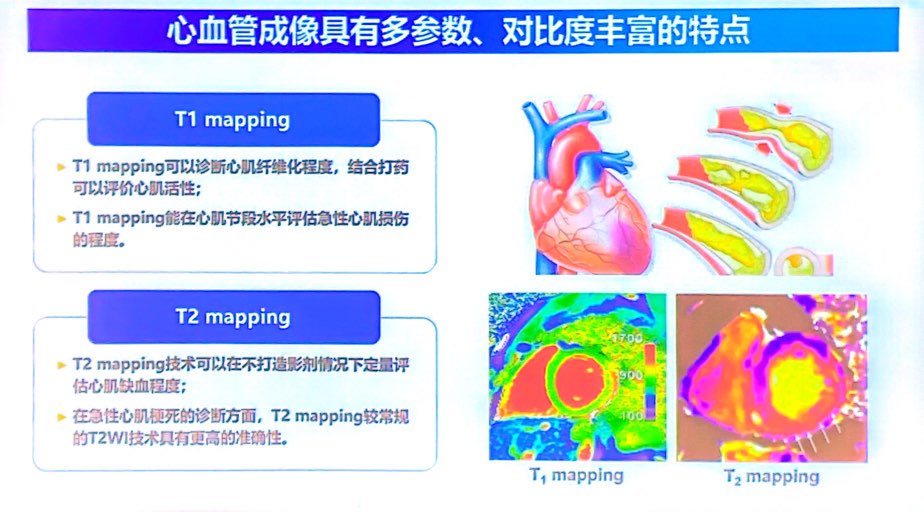 心血管成像具有多参数、对比度丰富的特点
T1 mapping
▸ T1 mapping可以诊断心肌纤维化程度，结合打药
可以评价心肌活性；
▸ T1 mapping能在心肌节段水平评估急性心肌损伤
的程度。
T2 mapping
▸ T2 mapping技术可以在不打造影剂情况下定量评
估心肌缺血程度；
▸ 在急性心肌梗死的诊断方面，T2 mapping较常规
的T2WI技术具有更高的准确性。
1700
900
100
T₁ mapping
T₂ mapping